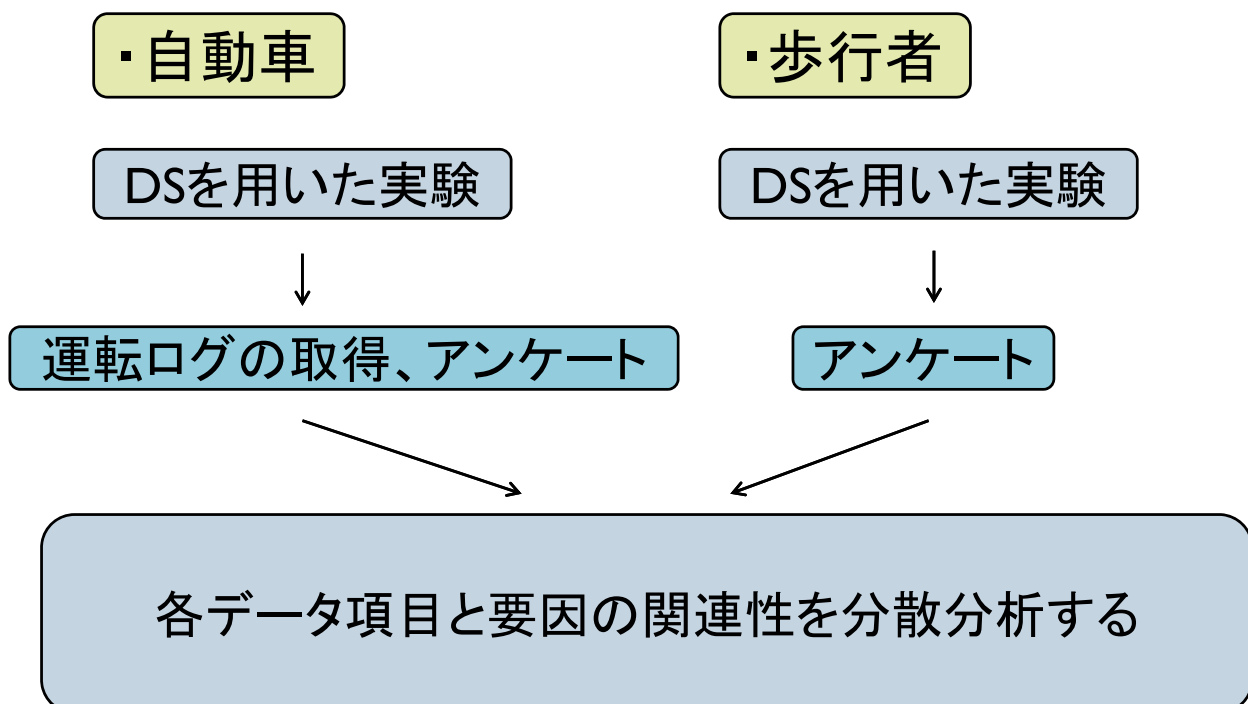 ・自動車
・歩行者
DSを用いた実験
DSを用いた実験
運転ログの取得、アンケート
アンケート
各データ項目と要因の関連性を分散分析する